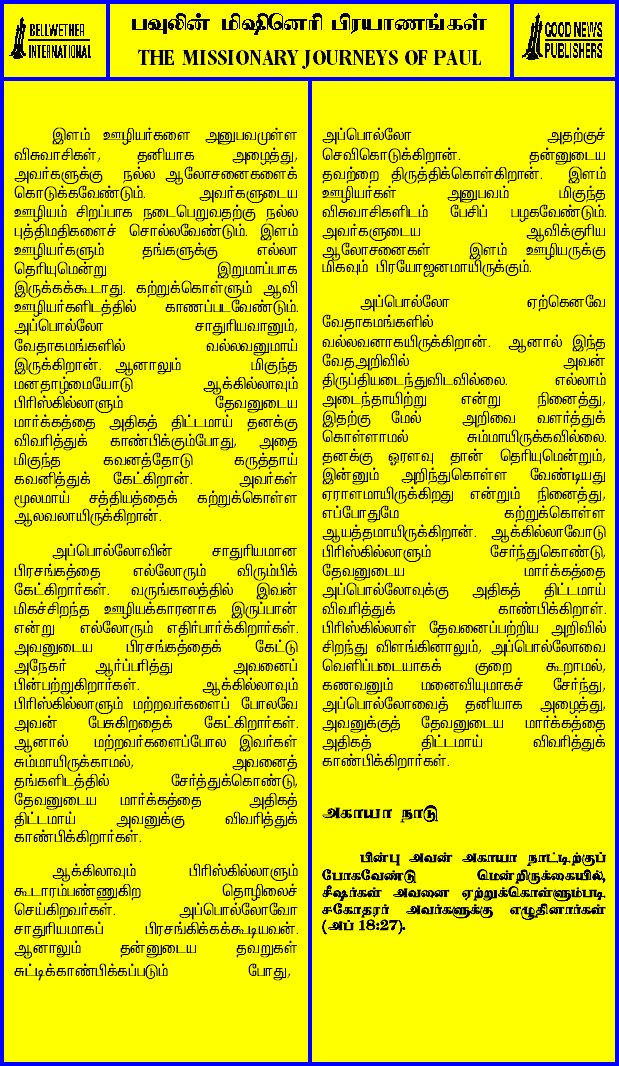 BELLWETHER
INTERNATIONAL
பவுலின் மிஷினெரி பிரயாணங்கள்
THE MISSIONARY JOURNEYS OF PAUL
GOOD NEWS
PUBLISHERS
இளம் ஊழியர்களை அனுபவமுள்ள
விசுவாசிகள், தனியாக அழைத்து,
அவர்களுக்கு நல்ல ஆலோசனைகளைக்
கொடுக்கவேண்டும். அவர்களுடைய
ஊழியம் சிறப்பாக நடைபெறுவதற்கு நல்ல
புத்திமதிகளைச் சொல்லவேண்டும். இளம்
ஊழியர்களும் தங்களுக்கு எல்லா
தெரியுமென்று இறுமாப்பாக
இருக்கக்கூடாது. கற்றுக்கொள்ளும் ஆவி
ஊழியர்களிடத்தில் காணப்படவேண்டும்.
அப்பொல்லோ சாதுரியவானும்,
வேதாகமங்களில் வல்லவனுமாய்
இருக்கிறான். ஆனாலும் மிகுந்த
மனதாழ்மையோடு ஆக்கில்லாவும்
பிரிஸ்கில்லாளும் தேவனுடைய
மார்க்கத்தை அதிகத் திட்டமாய் தனக்கு
விவரித்துக் காண்பிக்கும்போது, அதை
மிகுந்த கவனத்தோடு கருத்தாய்
கவனித்துக் கேட்கிறான். அவர்கள்
மூலமாய் சத்தியத்தைக் கற்றுக்கொள்ள
ஆவலாயிருக்கிறான்.
அப்பொல்லோவின் சாதுரியமான
பிரசங்கத்தை எல்லோரும் விரும்பிக்
கேட்கிறார்கள். வருங்காலத்தில் இவன்
மிகச்சிறந்த ஊழியக்காரனாக இருப்பான்
என்று எல்லோரும் எதிர்பார்க்கிறார்கள்.
அவனுடைய பிரசங்கத்தைக் கேட்டு
அநேகர் ஆர்ப்பரித்து அவனைப்
பின்பற்றுகிறார்கள். ஆக்கில்லாவும்
பிரிஸ்கில்லாளும் மற்றவர்களைப் போலவே
அவன் பேசுகிறதைக் கேட்கிறார்கள்.
ஆனால் மற்றவர்களைப்போல இவர்கள்
சும்மாயிருக்காமல், அவனைத்
தங்களிடத்தில் சேர்த்துக்கொண்டு,
தேவனுடைய மார்க்கத்தை அதிகத்
திட்டமாய் அவனுக்கு விவரித்துக்
காண்பிக்கிறார்கள்.
ஆக்கிலாவும் பிரிஸ்கில்லாளும்
கூடாரம்பண்ணுகிற தொழிலைச்
செய்கிறவர்கள். அப்பொல்லோவோ
சாதுரியமாகப் பிரசங்கிக்கக்கூடியவன்.
ஆனாலும் தன்னுடைய தவறுகள்
சுட்டிக்காண்பிக்கப்படும் போது,
அப்பொல்லோ அதற்குச்
செவிகொடுக்கிறான். தன்னுடைய
தவற்றை திருத்திக்கொள்கிறான். இளம்
ஊழியர்கள் அனுபவம் மிகுந்த
விசுவாசிகளிடம் பேசிப் பழகவேண்டும்.
அவர்களுடைய ஆவிக்குரிய
ஆலோசனைகள் இளம் ஊழியருக்கு
மிகவும் பிரயோஜனமாயிருக்கும்.
அப்பொல்லோ ஏற்கெனவே
வேதாகமங்களில்
வல்லவனாகயிருக்கிறான். ஆனால் இந்த
வேதஅறிவில் அவன்
திருப்தியடைந்துவிடவில்லை. எல்லாம்
அடைந்தாயிற்று என்று நினைத்து,
இதற்கு மேல் அறிவை வளர்த்துக்
கொள்ளாமல் சும்மாயிருக்கவில்லை.
தனக்கு ஓரளவு தான் தெரியுமென்றும்,
இன்னும் அறிந்துகொள்ள வேண்டியது
ஏராளமாயிருக்கிறது என்றும் நினைத்து,
எப்போதுமே கற்றுக்கொள்ள
ஆயத்தமாயிருக்கிறான். ஆக்கில்லாவோடு
பிரிஸ்கில்லாளும் சேர்ந்துகொண்டு,
தேவனுடைய மார்க்கத்தை
அப்பொல்லோவுக்கு அதிகத் திட்டமாய்
விவரித்துக் காண்பிக்கிறாள்.
பிரிஸ்கில்லாள் தேவனைப்பற்றிய அறிவில்
சிறந்து விளங்கினாலும், அப்பொல்லோவை
வெளிப்படையாகக் குறை கூறாமல்,
கணவனும் மனைவியுமாகச் சேர்ந்து,
அப்பொல்லோவைத் தனியாக அழைத்து,
அவனுக்குத் தேவனுடைய மார்க்கத்தை
அதிகத் திட்டமாய் விவரித்துக்
காண்பிக்கிறார்கள்.
அகாயா நாடு
பின்பு அவன் அகாயா நாட்டிற்குப்
போகவேண்டு மென்றிருக்கையில்,
சீஷர்கள் அவனை ஏற்றுக்கொள்ளும்படி
சகோதரர் அவர்களுக்கு எழுதினார்கள்
(அப் 18:27).